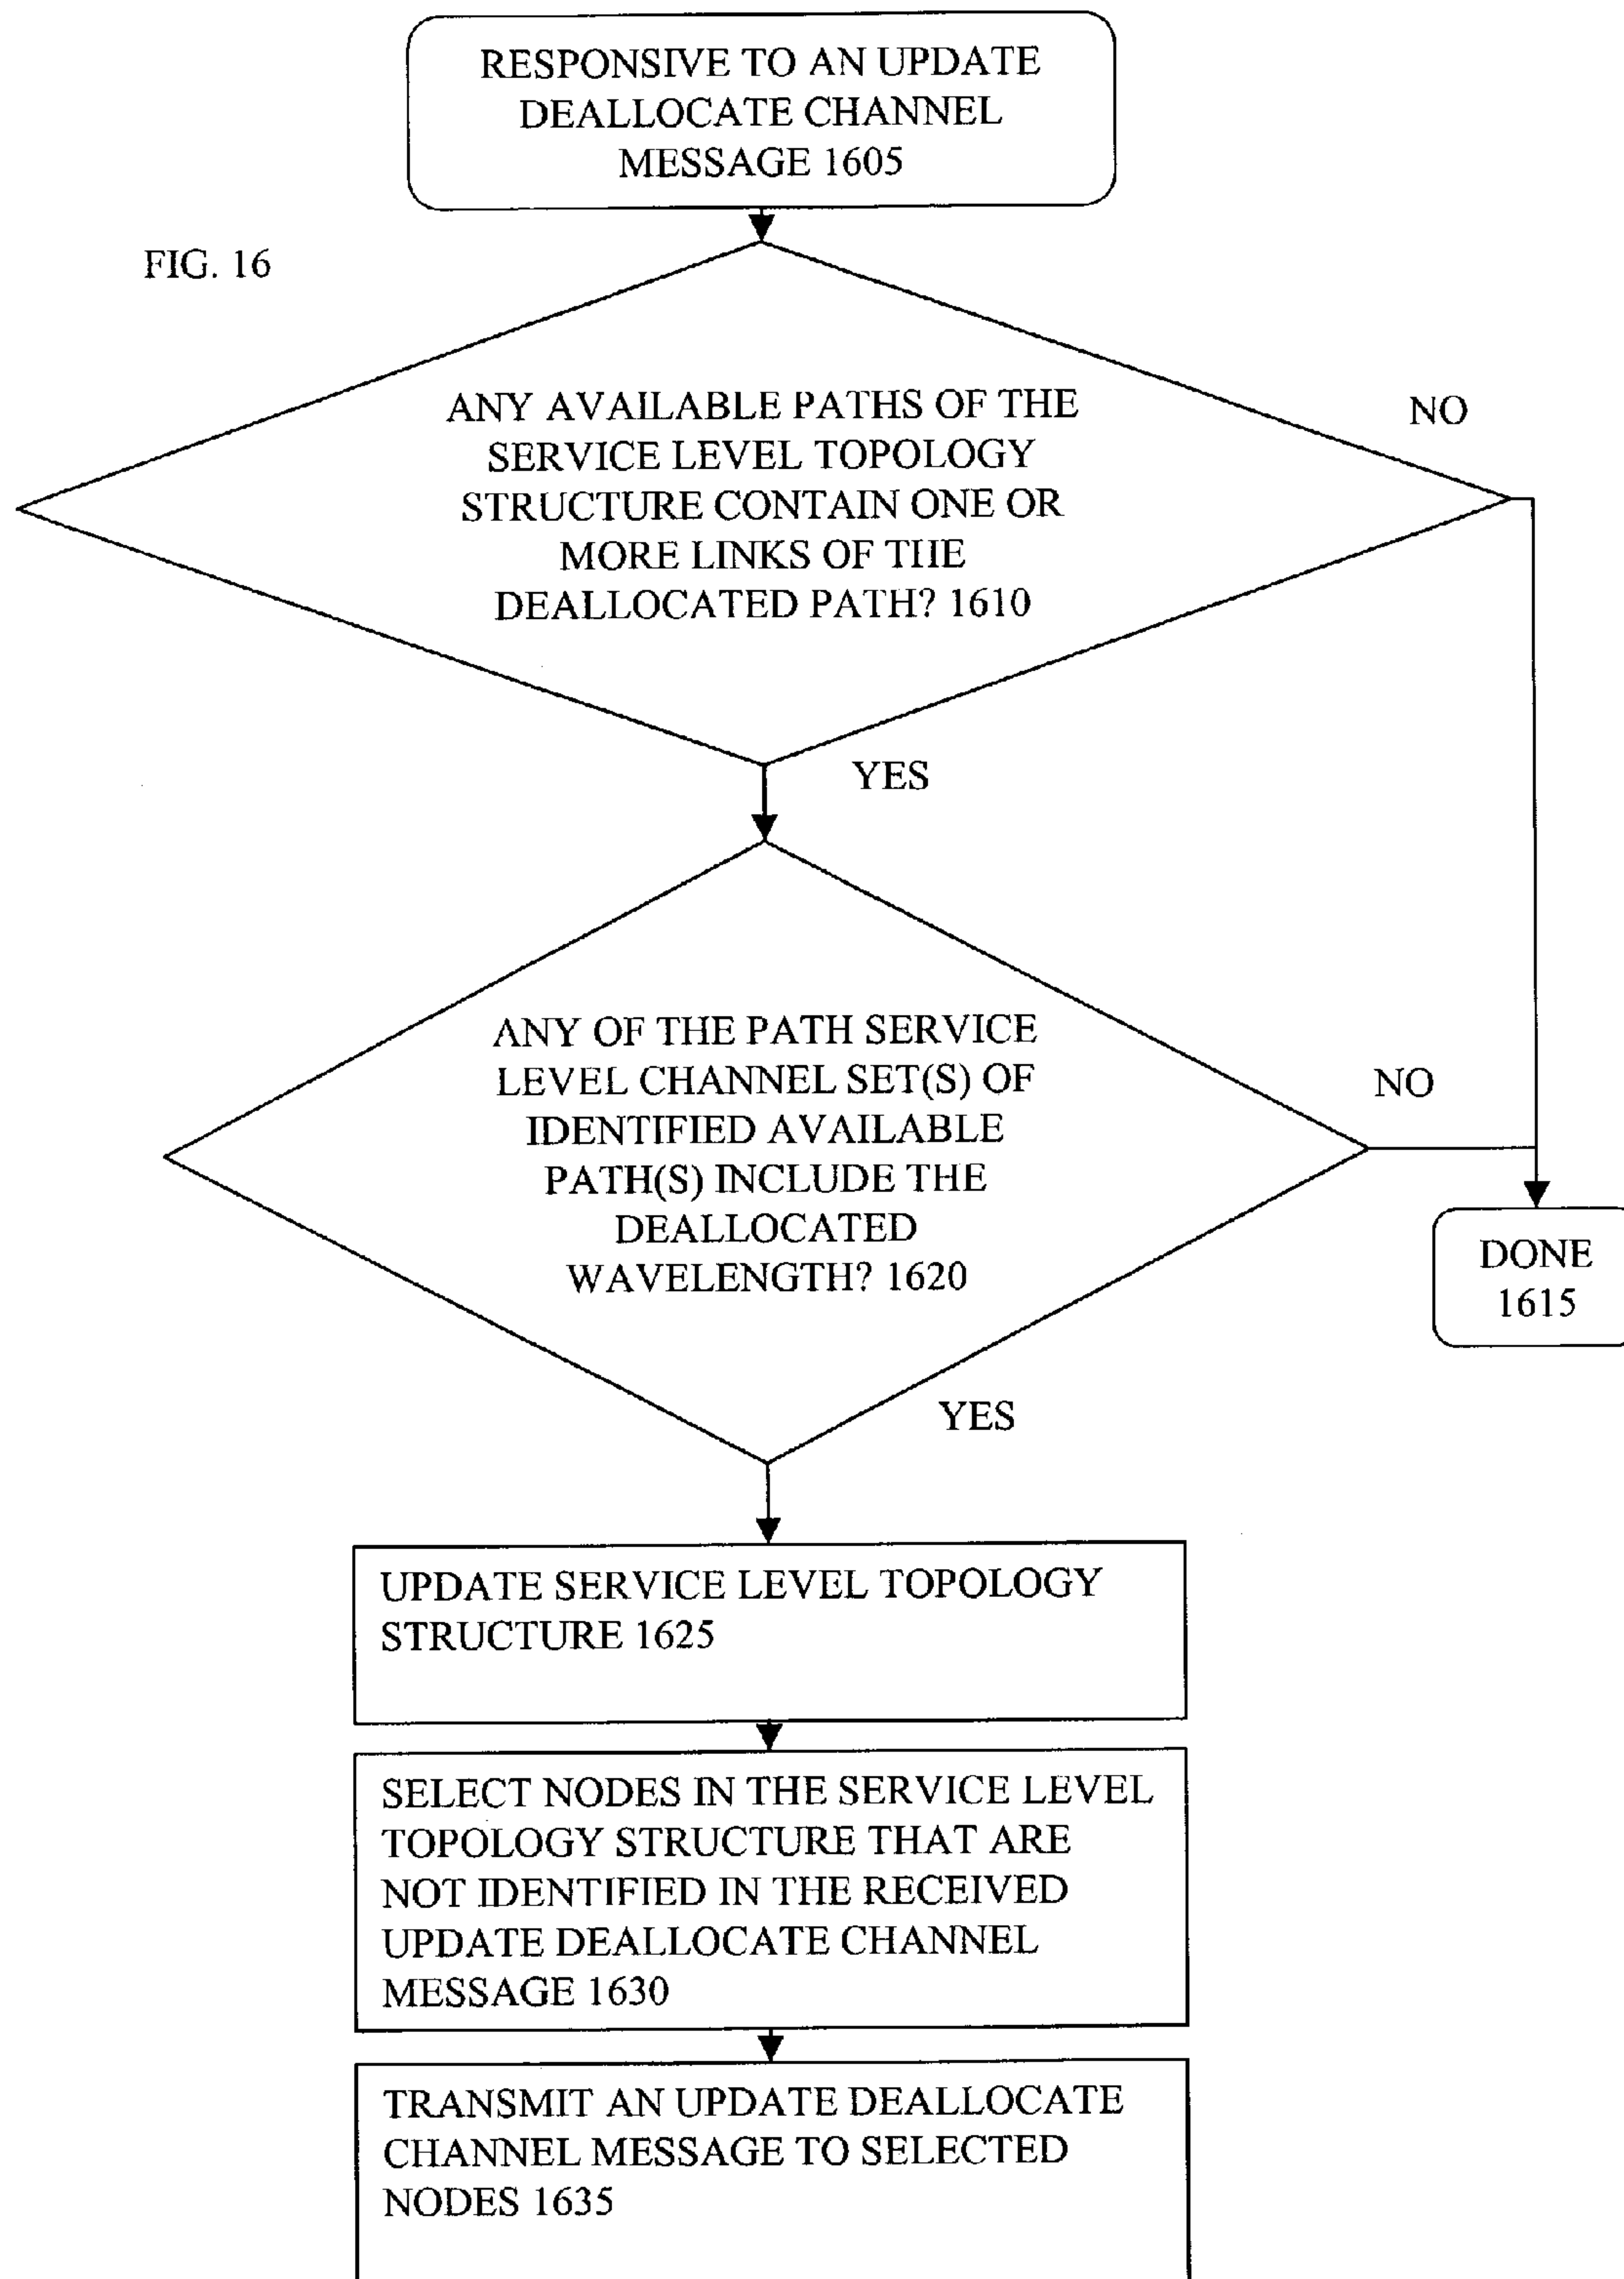 RESPONSIVE TO AN UPDATE
DEALLOCATE CHANNEL
MESSAGE 1605
FIG. 16
ANY AVAILABLE PATHS OF THE
SERVICE LEVEL TOPOLOGY
STRUCTURE CONTAIN ONE OR
MORE LINKS OF THE
DEALLOCATED PATH? 1610
NO
YES
ANY OF THE PATH SERVICE
LEVEL CHANNEL SET(S) OF
IDENTIFIED AVAILABLE
PATH(S) INCLUDE THE
DEALLOCATED
WAVELENGTH? 1620
NO
DONE
1615
YES
UPDATE SERVICE LEVEL TOPOLOGY
STRUCTURE 1625
SELECT NODES IN THE SERVICE LEVEL
TOPOLOGY STRUCTURE THAT ARE
NOT IDENTIFIED IN THE RECEIVED
UPDATE DEALLOCATE CHANNEL
MESSAGE 1630
TRANSMIT AN UPDATE DEALLOCATE
CHANNEL MESSAGE TO SELECTED
NODES 1635